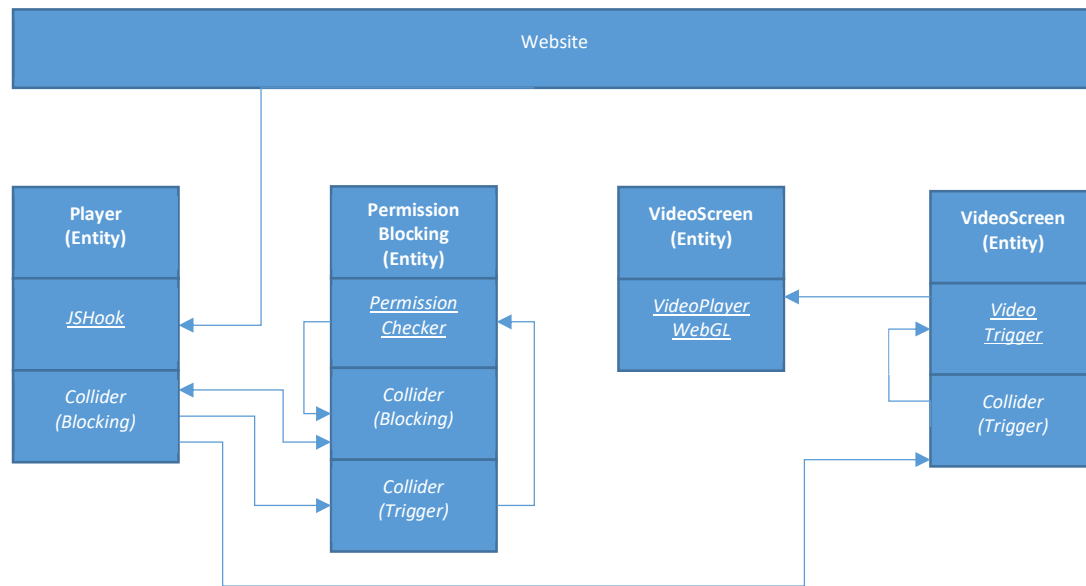 Website
Player
(Entity)
JSHook
Collider
(Blocking)
Permission
Blocking
(Entity)
Permission
Checker
Collider
(Blocking)
Collider
(Trigger)
VideoScreen
(Entity)
VideoPlayer
WebGL
VideoScreen
(Entity)
Video
Trigger
Collider
(Trigger)